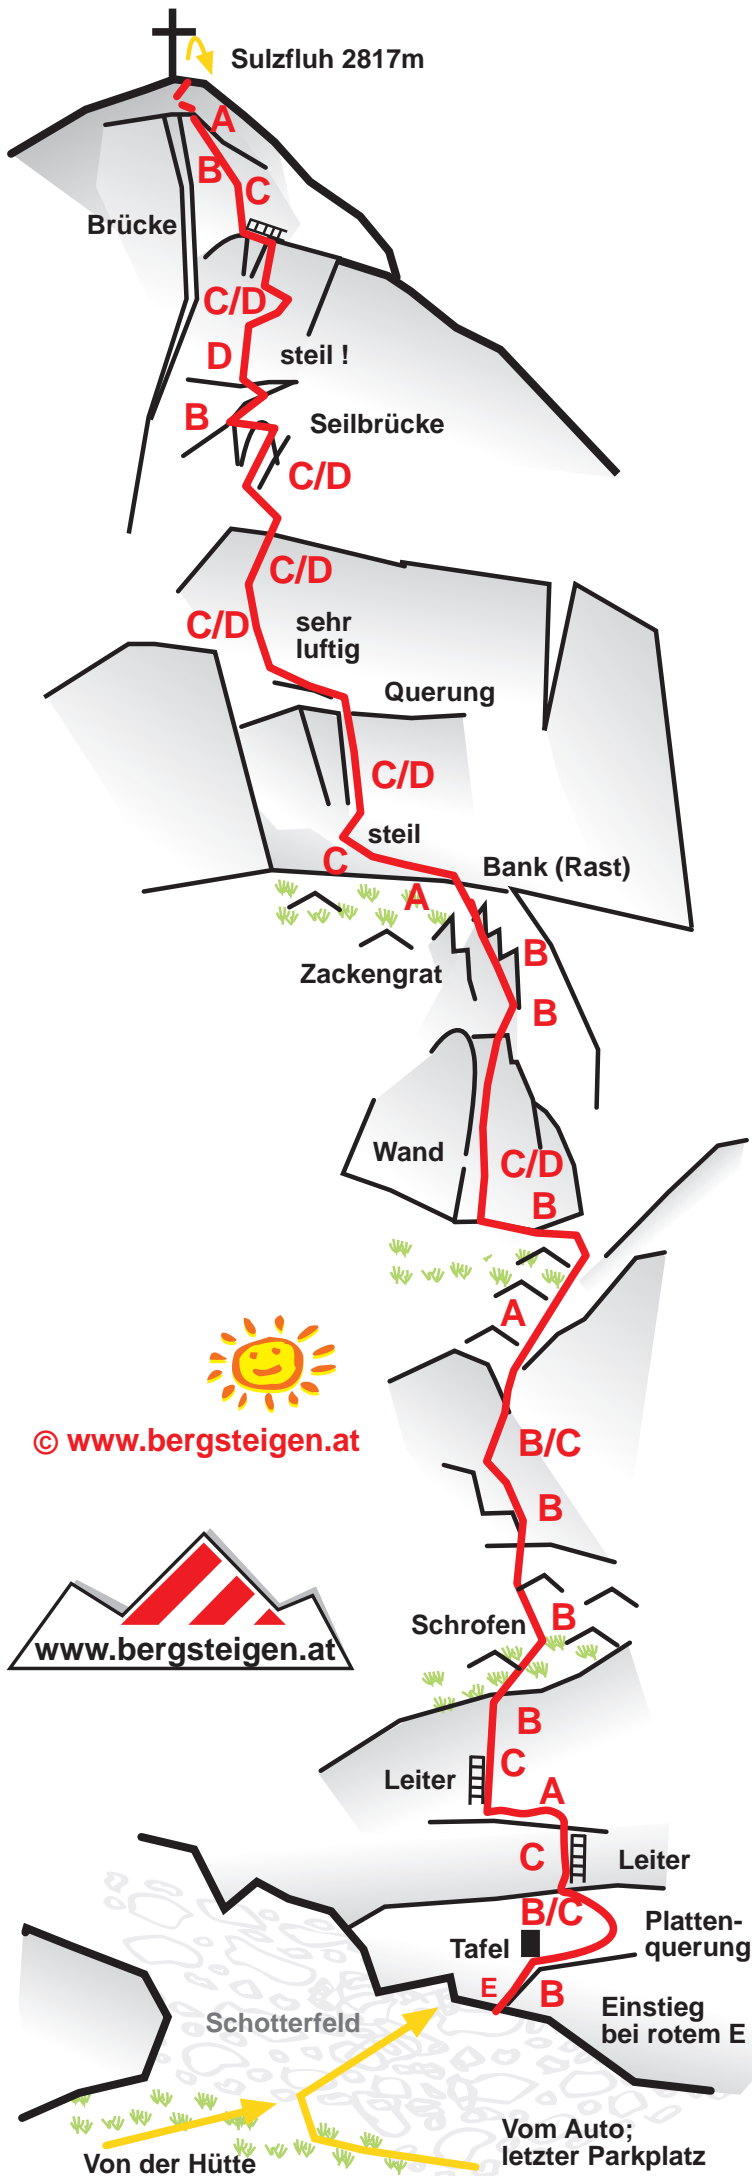 Sulzfluh 2817m
A
B
C
Brücke
C/D
D
steil !
B
Seilbrücke
C/D
C/D
C/D
sehr
luftig
Querung
C/D
steil
C
Bank (Rast)
A
B
Zackengrat
B
Wand
C/D
B
A
© www.bergsteigen.at
B/C
B
www.bergsteigen.at
Schrofen
B
B
C
Leiter
A
C
Leiter
B/C
Platten-
querung
Tafel
E
B
Einstieg
bei rotem E
Schotterfeld
Vom Auto;
letzter Parkplatz
Von der Hütte